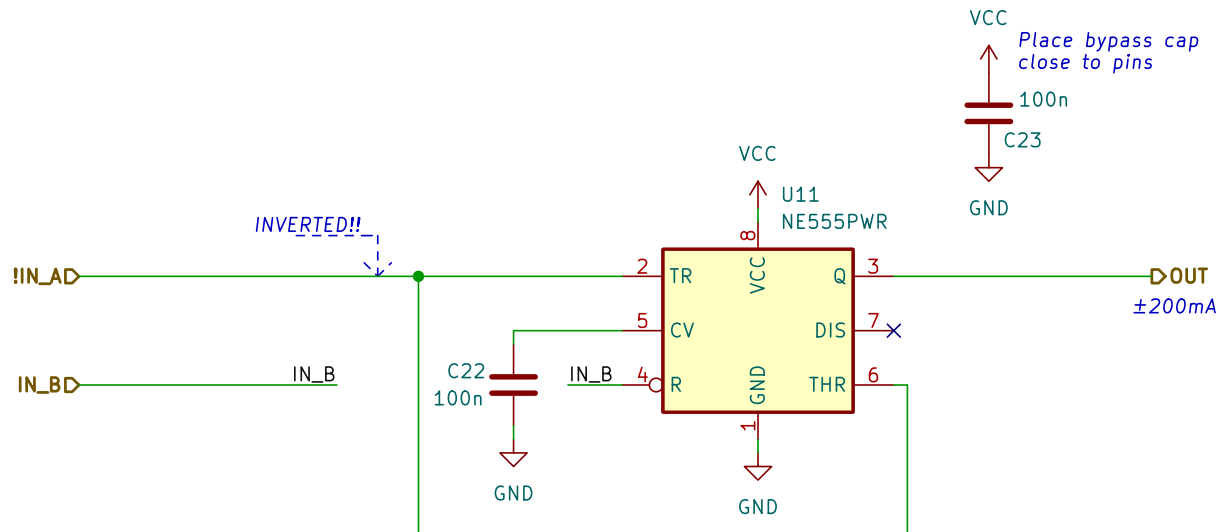 VCC
Place bypass cap
close to pins
100n
C23
GND
VCC
U11
NE555PWR
INVERTED!!
!IN_A
2
TR
8
VCC
Q
3
OUT
±200mA
5
CV
DIS
7
IN_B
IN_B
C22
100n
IN_B
4
R
GND
THR
6
1
GND
GND